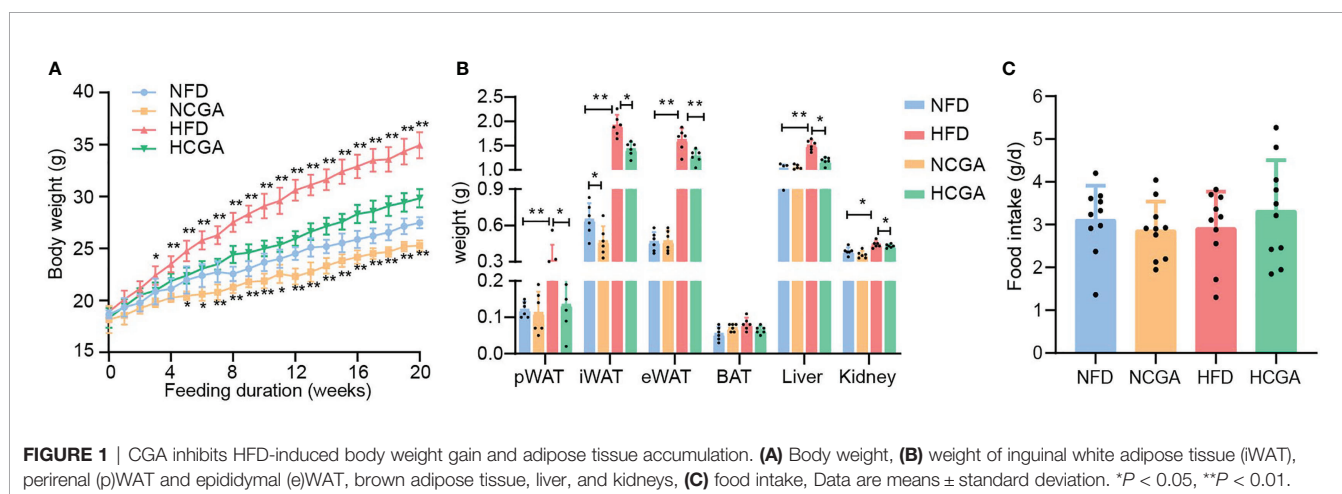 A
NFD
NCGA
HFD
HCGA
Body weight (g)
40
35
30
25
20
15
0 4 8 12 16 20
Feeding duration (weeks)
* ** ** ** ** ** ** ** ** ** ** ** ** ** ** ** ** **
* * ** ** ** ** * ** ** ** ** ** ** ** ** **
B
NFD
HFD
NCGA
HCGA
weight (g)
2.5
2.0
1.5
1.0
0.9
0.6
0.3
0.2
0.1
0.0
** * ** * * ** ** ** * * *
pWAT iWAT eWAT BAT Liver Kidney
C
Food intake (g/d)
6
5
4
3
2
1
0
NFD NCGA HFD HCGA
FIGURE 1 | CGA inhibits HFD-induced body weight gain and adipose tissue accumulation. (A) Body weight, (B) weight of inguinal white adipose tissue (iWAT),
perirenal (p)WAT and epididymal (e)WAT, brown adipose tissue, liver, and kidneys, (C) food intake, Data are means ± standard deviation. *P < 0.05, **P < 0.01.